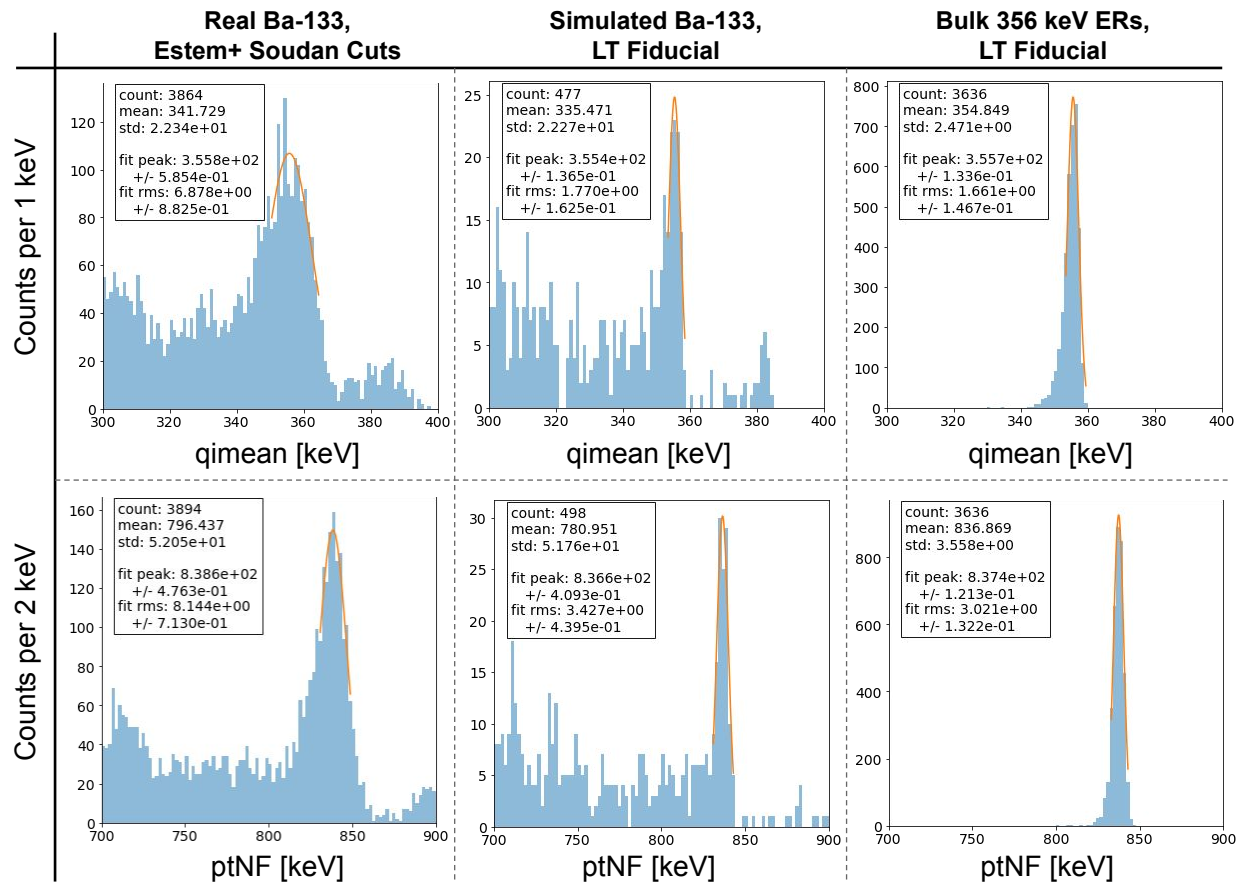 Real Ba-133,
Estem+ Soudan Cuts
Simulated Ba-133,
LT Fiducial
Bulk 356 keV ERs,
LT Fiducial
Counts per 1 keV
120
100
80
60
40
20
0
count: 3864
mean: 341.729
std: 2.234e+01
fit peak: 3.558e+02
+/- 5.854e-01
fit rms: 6.878e+00
+/- 8.825e-01
300 320 340 360 380 400
qimean [keV]
25
20
15
10
5
0
count: 477
mean: 335.471
std: 2.227e+01
fit peak: 3.554e+02
+/- 1.365e-01
fit rms: 1.770e+00
+/- 1.625e-01
300 320 340 360 380 400
qimean [keV]
800
700
600
500
400
300
200
100
0
count: 3636
mean: 354.849
std: 2.471e+00
fit peak: 3.557e+02
+/- 1.336e-01
fit rms: 1.661e+00
+/- 1.467e-01
300 320 340 360 380 400
qimean [keV]
Counts per 2 keV
160
140
120
100
80
60
40
20
0
count: 3894
mean: 796.437
std: 5.205e+01
fit peak: 8.386e+02
+/- 4.763e-01
fit rms: 8.144e+00
+/- 7.130e-01
700 750 800 850 900
ptNF [keV]
30
25
20
15
10
5
0
count: 498
mean: 780.951
std: 5.176e+01
fit peak: 8.366e+02
+/- 4.093e-01
fit rms: 3.427e+00
+/- 4.395e-01
700 750 800 850 900
ptNF [keV]
800
600
400
200
0
count: 3636
mean: 836.869
std: 3.558e+00
fit peak: 8.374e+02
+/- 1.213e-01
fit rms: 3.021e+00
+/- 1.322e-01
700 750 800 850 900
ptNF [keV]